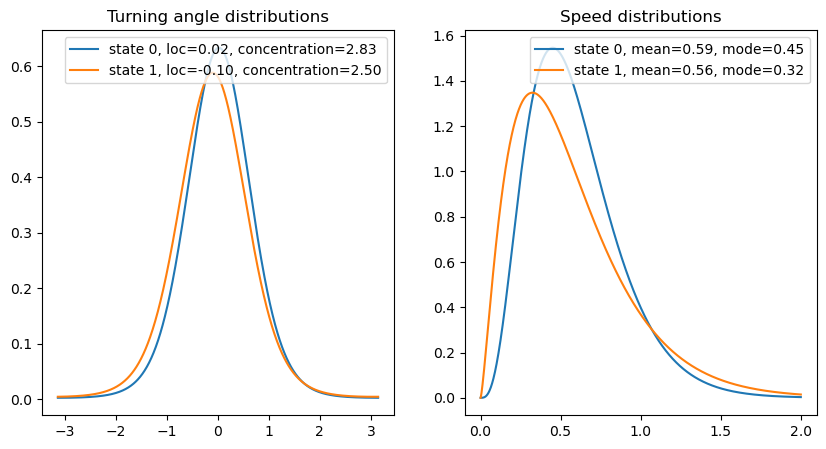 Turning angle distributions
state 0, loc=0.02, concentration=2.83
state 1, loc=-0.10, concentration=2.50
0.6
0.5
0.4
0.3
0.2
0.1
0.0
−3 −2 −1 0 1 2 3
Speed distributions
state 0, mean=0.59, mode=0.45
state 1, mean=0.56, mode=0.32
1.6
1.4
1.2
1.0
0.8
0.6
0.4
0.2
0.0
0.0 0.5 1.0 1.5 2.0